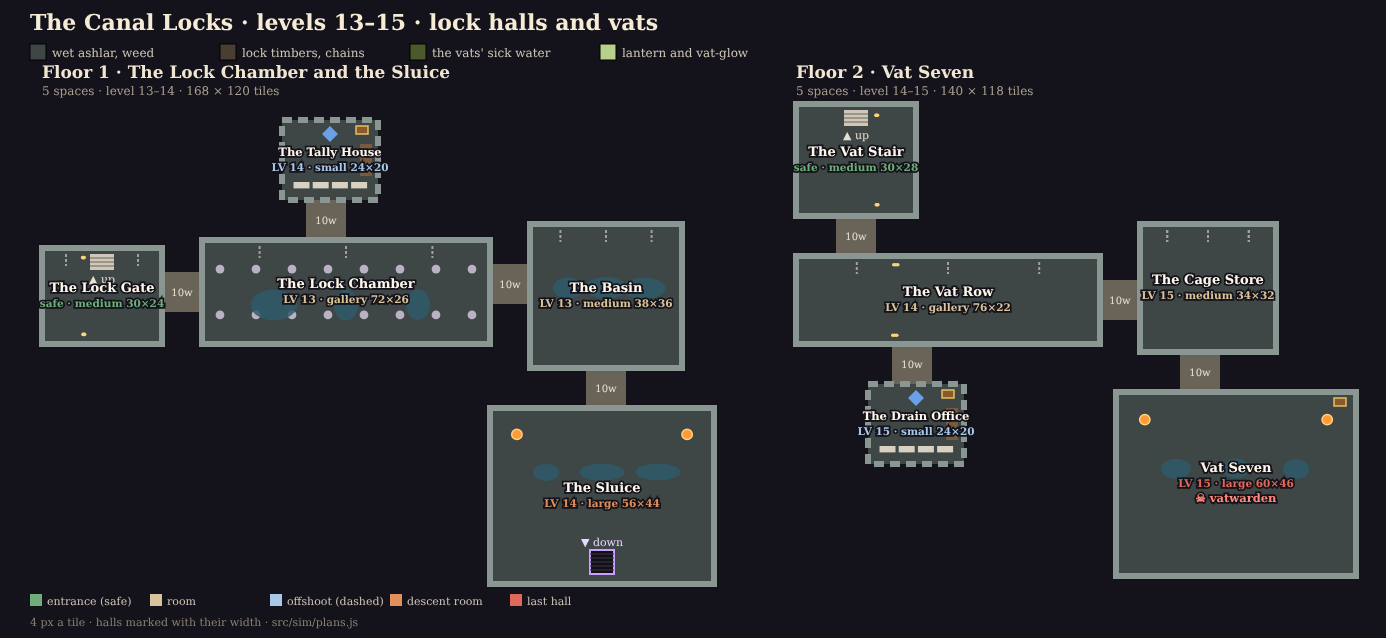 The Canal Locks · levels 13–15 · lock halls and vats
wet ashlar, weed
lock timbers, chains
the vats' sick water
lantern and vat-glow
Floor 1 · The Lock Chamber and the Sluice
5 spaces · level 13–14 · 168 × 120 tiles
The Tally House
LV 14 · small 24×20
10w
▲ up
The Lock Gate
safe · medium 30×24
10w
The Lock Chamber
LV 13 · gallery 72×26
10w
The Basin
LV 13 · medium 38×36
10w
The Sluice
LV 14 · large 56×44
▼ down
Floor 2 · Vat Seven
5 spaces · level 14–15 · 140 × 118 tiles
▲ up
The Vat Stair
safe · medium 30×28
10w
The Vat Row
LV 14 · gallery 76×22
10w
The Cage Store
LV 15 · medium 34×32
10w
The Drain Office
LV 15 · small 24×20
10w
Vat Seven
LV 15 · large 60×46
☠ vatwarden
entrance (safe)
room
offshoot (dashed)
descent room
last hall
4 px a tile · halls marked with their width · src/sim/plans.js